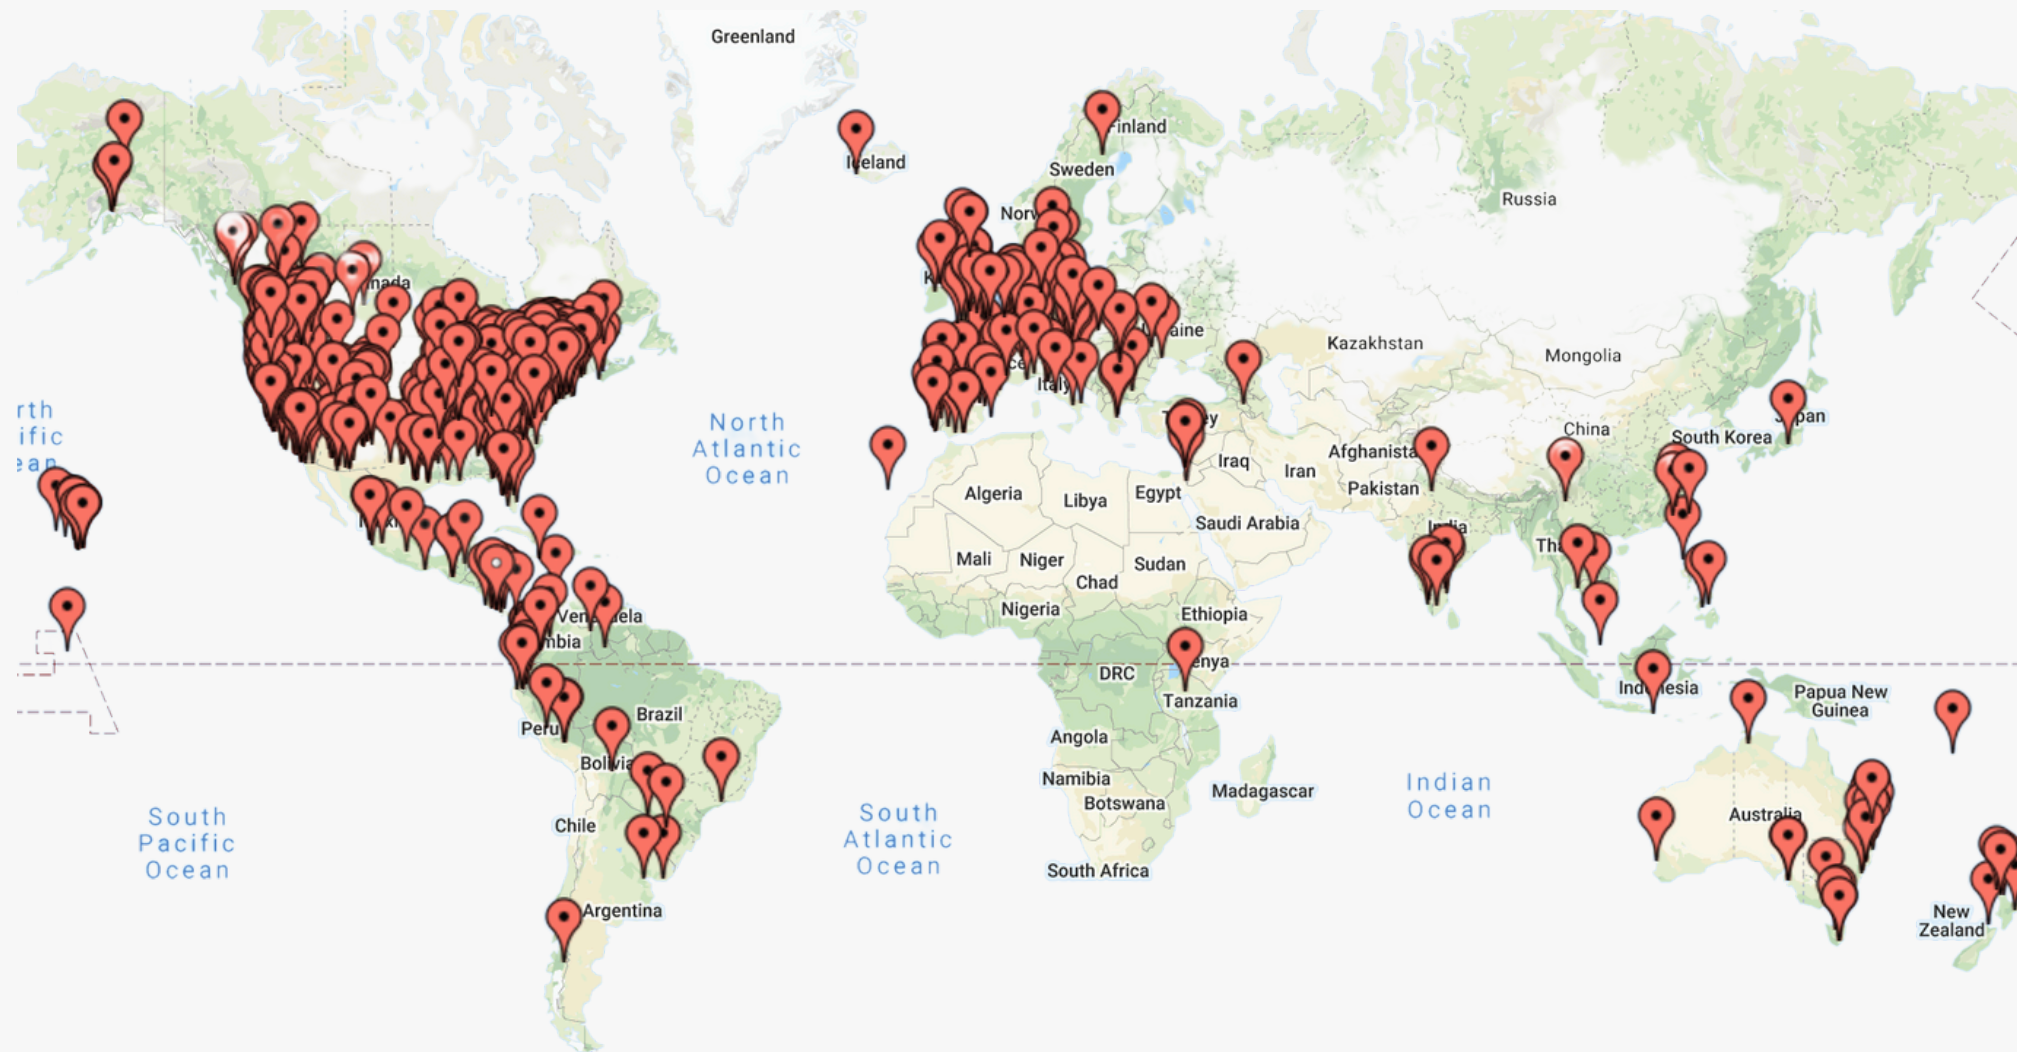 Greenland
Iceland
Finland
Sweden
Russia
Kazakhstan
Mongolia
North
Atlantic
Ocean
China
South Korea
Afghanista
Iraq
Iran
Pakistan
Algeria
Libya
Egypt
Saudi Arabia
India
Mali
Niger
Chad
Sudan
Nigeria
Ethiopia
DRC
Tanzania
Indonesia
Papua New
Guinea
Peru
Brazil
Bolivia
Angola
Namibia
Botswana
Madagascar
Indian
Ocean
South
Pacific
Ocean
Chile
South
Atlantic
Ocean
Australia
South Africa
Argentina
New
Zealand